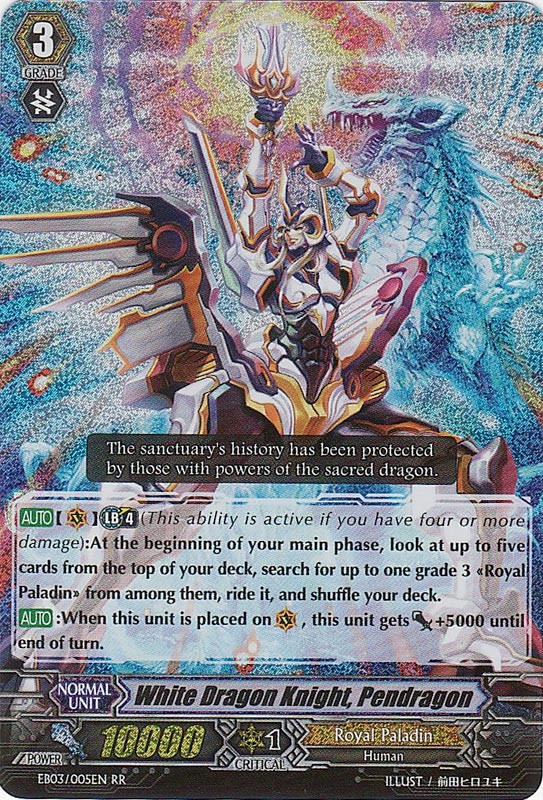 3
GRADE
The sanctuary's history has been protected
by those with powers of the sacred dragon.
AUTO【 】LB 4 (This ability is active if you have four or more
damage):At the beginning of your main phase, look at up to five
cards from the top of your deck, search for up to one grade 3 «Royal
Paladin» from among them, ride it, and shuffle your deck.
AUTO :When this unit is placed on , this unit gets +5000 until
end of turn.
NORMAL
UNIT
White Dragon Knight, Pendragon
POWER
10000
1
CRITICAL
Royal Paladin
Human
EB03/005EN RR
ILLUST / 前田ヒロユキ